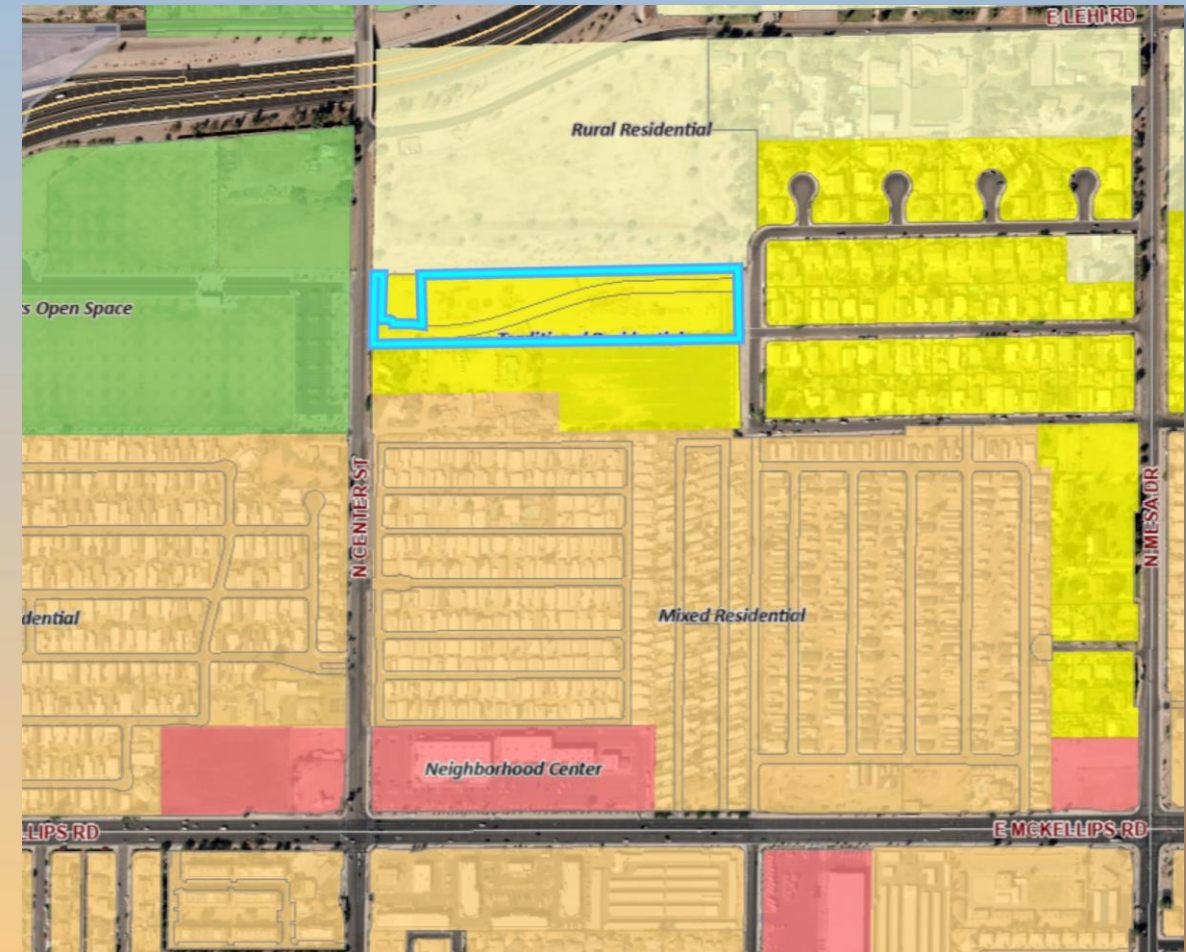 E LEHI RD
Rural Residential
s Open Space
N CENTER ST
N MESA DR
dential
Mixed Residential
Neighborhood Center
LLIPS RD
E MCKELLIPS RD